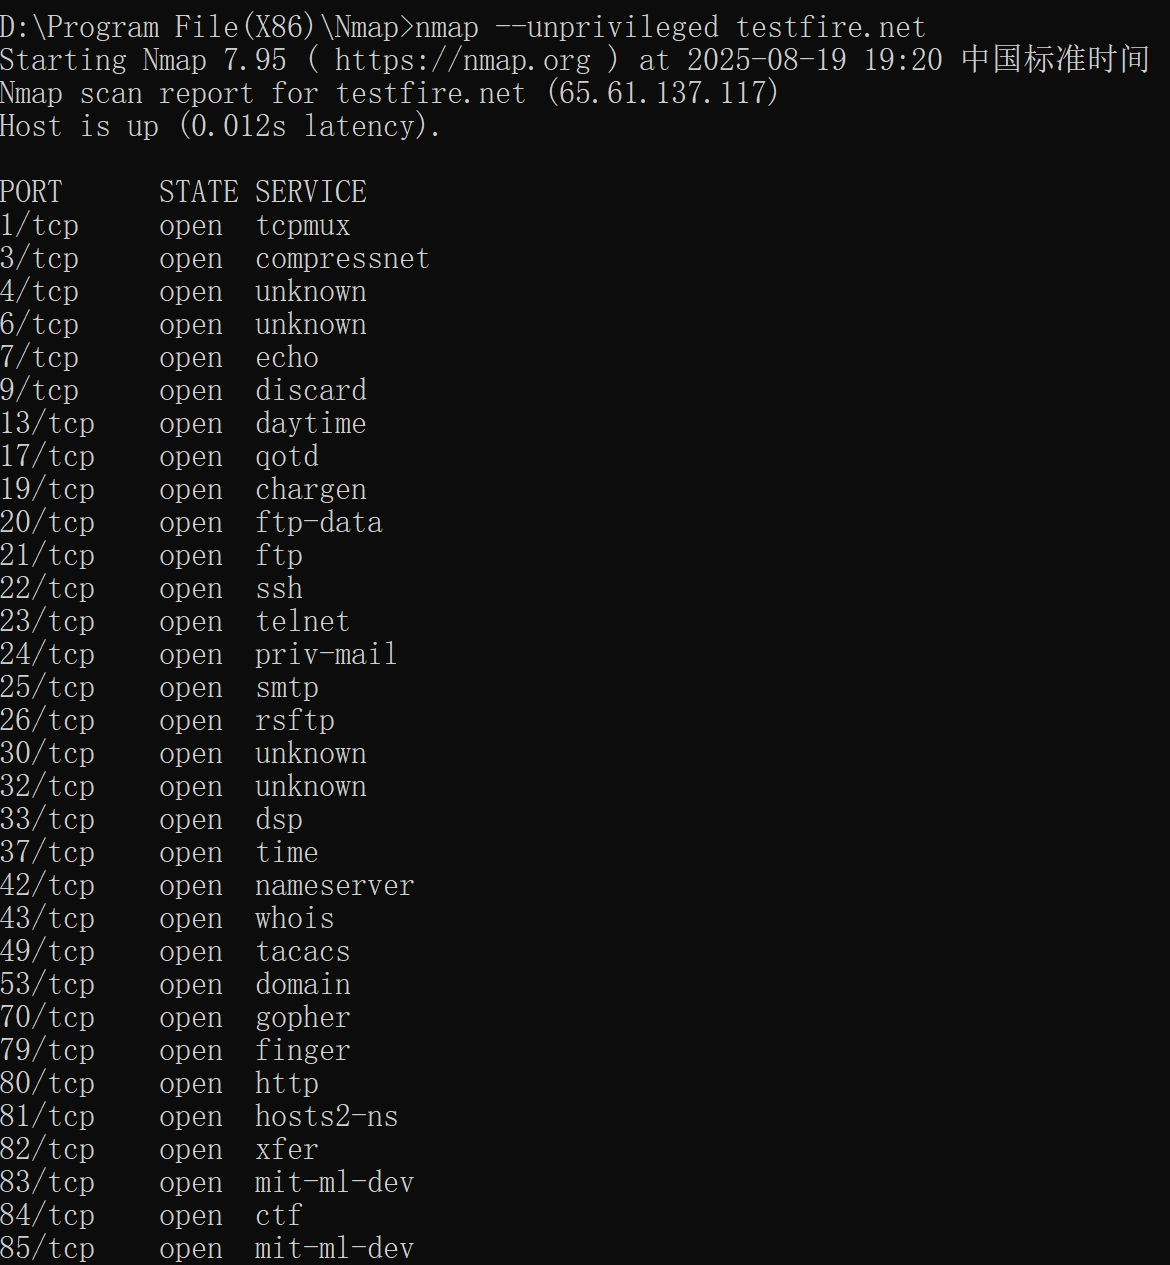 D:\Program File(X86)\Nmap>nmap --unprivileged testfire.net
Starting Nmap 7.95 ( https://nmap.org ) at 2025-08-19 19:20 中国标准时间
Nmap scan report for testfire.net (65.61.137.117)
Host is up (0.012s latency).

PORT      STATE SERVICE
1/tcp     open  tcpmux
3/tcp     open  compressnet
4/tcp     open  unknown
6/tcp     open  unknown
7/tcp     open  echo
9/tcp     open  discard
13/tcp    open  daytime
17/tcp    open  qotd
19/tcp    open  chargen
20/tcp    open  ftp-data
21/tcp    open  ftp
22/tcp    open  ssh
23/tcp    open  telnet
24/tcp    open  priv-mail
25/tcp    open  smtp
26/tcp    open  rsftp
30/tcp    open  unknown
32/tcp    open  unknown
33/tcp    open  dsp
37/tcp    open  time
42/tcp    open  nameserver
43/tcp    open  whois
49/tcp    open  tacacs
53/tcp    open  domain
70/tcp    open  gopher
79/tcp    open  finger
80/tcp    open  http
81/tcp    open  hosts2-ns
82/tcp    open  xfer
83/tcp    open  mit-ml-dev
84/tcp    open  ctf
85/tcp    open  mit-ml-dev